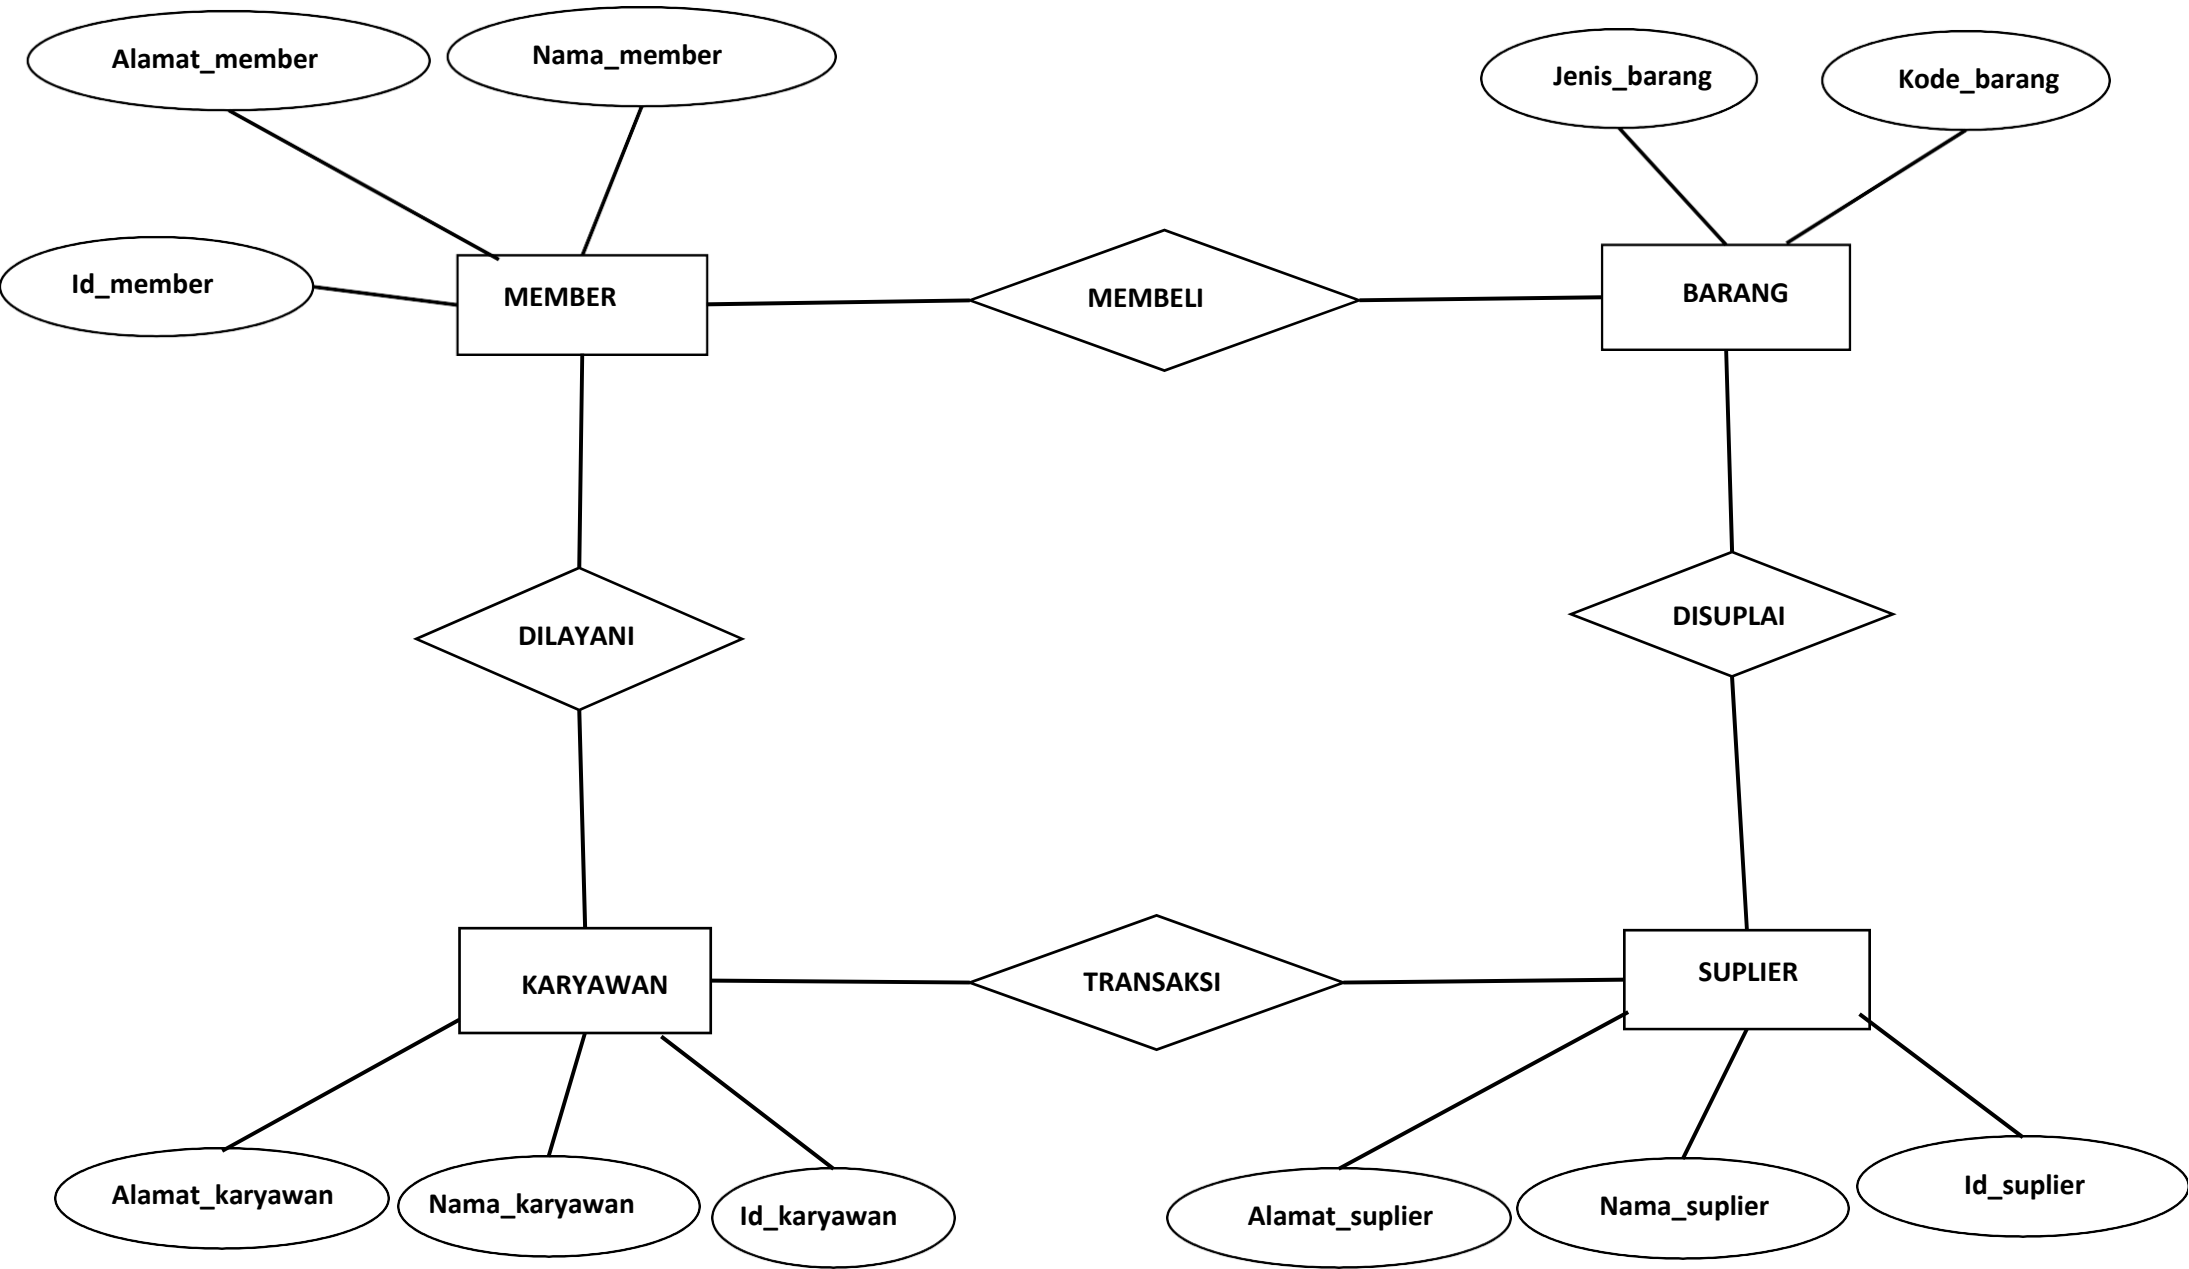 Alamat_member
Nama_member
Jenis_barang
Kode_barang
Id_member
MEMBER
MEMBELI
BARANG
DILAYANI
DISUPLAI
KARYAWAN
TRANSAKSI
SUPLIER
Alamat_karyawan
Nama_karyawan
Id_karyawan
Alamat_suplier
Nama_suplier
Id_suplier